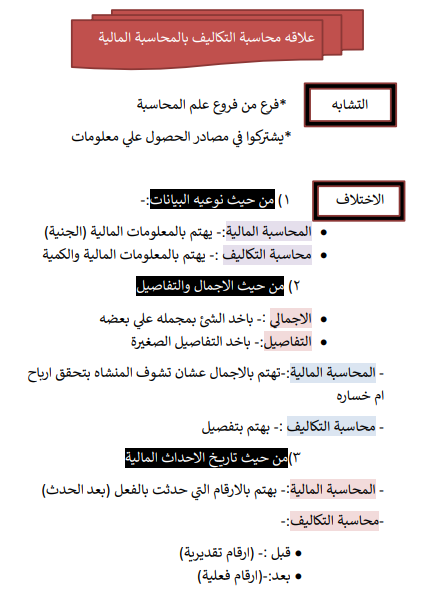 علاقه محاسبة التكاليف بالمحاسبة المالية
التشابه
*فرع من فروع علم المحاسبة
*يشتركوا في مصادر الحصول علي معلومات
الاختلاف
١) من حيث نوعيه البيانات:-
● المحاسبة المالية:- يهتم بالمعلومات المالية (الجنية)
● محاسبة التكاليف :- يهتم بالمعلومات المالية والكمية
٢) من حيث الاجمال والتفاصيل
● الاجمالي :- باخد الشئ بمجمله علي بعضه
● التفاصيل:- باخد التفاصيل الصغيرة
- المحاسبة المالية:-تهتم بالاجمال عشان تشوف المنشاه بتحقق ارباح
ام خساره
- محاسبة التكاليف :- يهتم بتفصيل
٣)من حيث تاريخ الاحداث المالية
- المحاسبة المالية:- يهتم بالارقام التي حدثت بالفعل (بعد الحدث)
-محاسبة التكاليف:-
● قبل :- (ارقام تقديرية)
● بعد:-(ارقام فعلية)